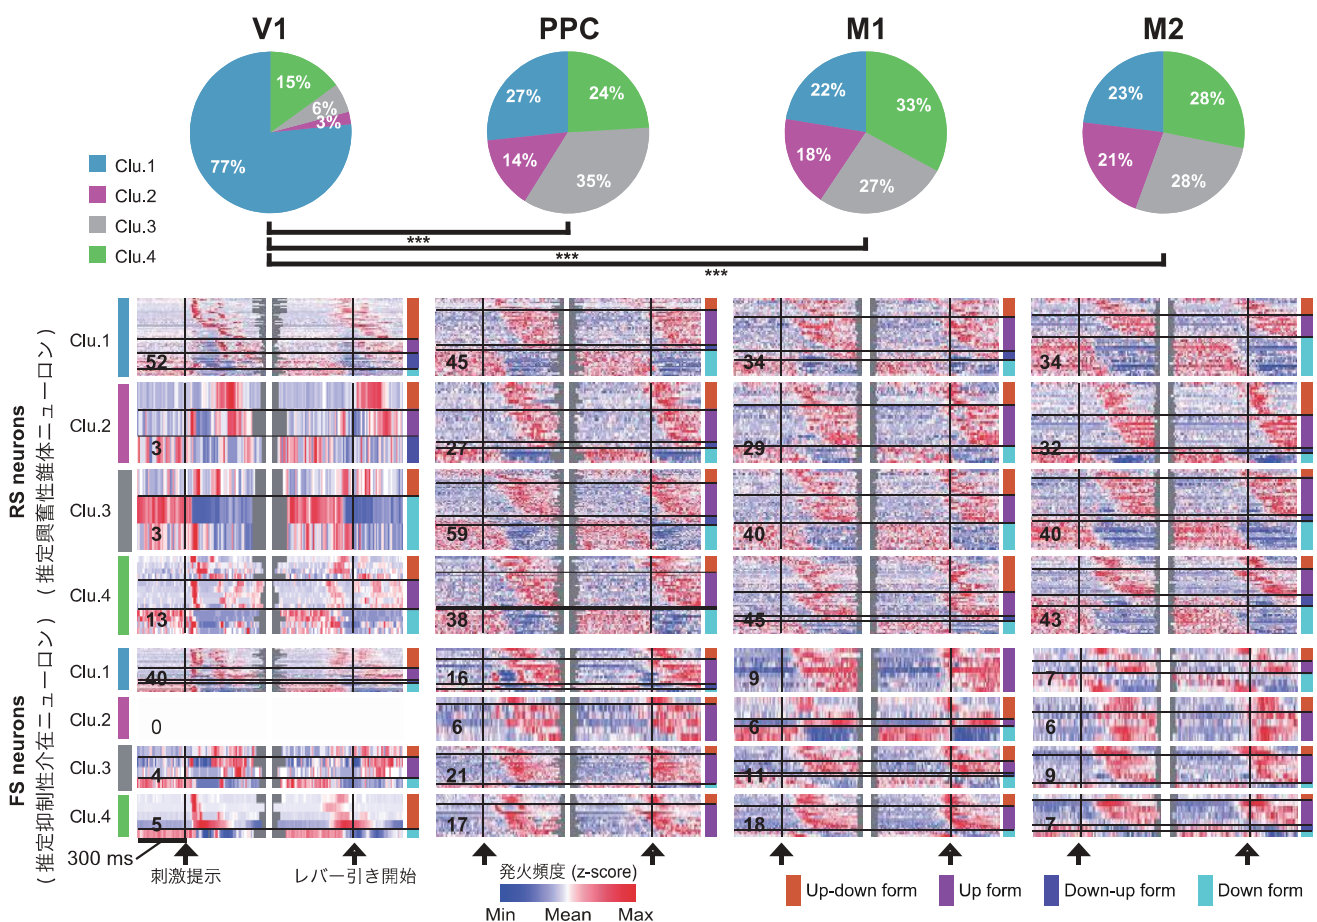 V1 PPC M1 M2
15% 6% 3% 77%
27% 24% 14% 35%
22% 33% 18% 27%
23% 28% 21% 28%
Clu.1
Clu.2
Clu.3
Clu.4
***
***
***
RS neurons
(推定興奮性錐体ニューロン)
Clu.1 52 45 34 34
Clu.2 3 27 29 32
Clu.3 3 59 40 40
Clu.4 13 38 45 43
FS neurons
(推定抑制性介在ニューロン)
Clu.1 40 16 9 7
Clu.2 0 6 6 6
Clu.3 4 21 11 9
Clu.4 5 17 18 7
300 ms
刺激提示 レバー引き開始
発火頻度 (z-score)
Min Mean Max
Up-down form Up form Down-up form Down form